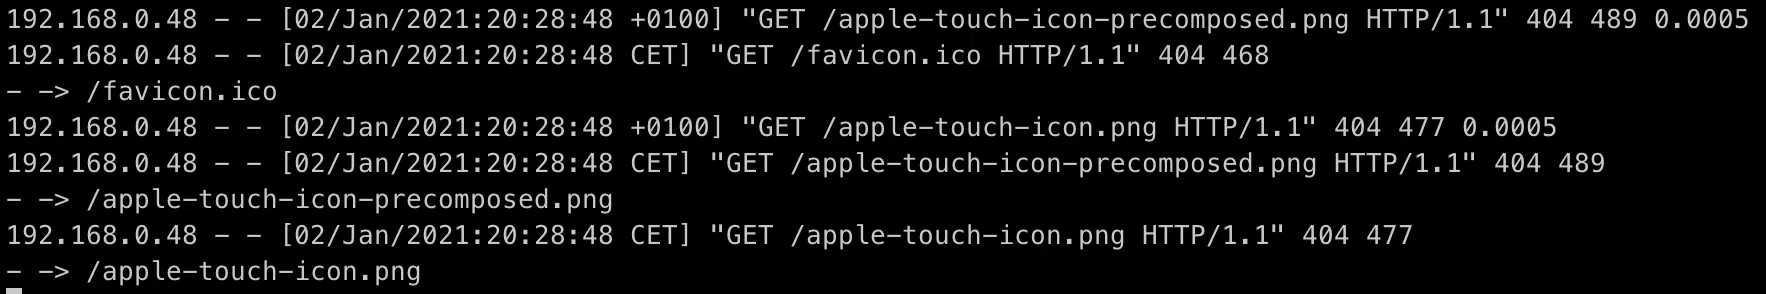 192.168.0.48 - - [02/Jan/2021:20:28:48 +0100] "GET /apple-touch-icon-precomposed.png HTTP/1.1" 404 489 0.0005
192.168.0.48 - - [02/Jan/2021:20:28:48 CET] "GET /favicon.ico HTTP/1.1" 404 468
- -> /favicon.ico
192.168.0.48 - - [02/Jan/2021:20:28:48 +0100] "GET /apple-touch-icon.png HTTP/1.1" 404 477 0.0005
192.168.0.48 - - [02/Jan/2021:20:28:48 CET] "GET /apple-touch-icon-precomposed.png HTTP/1.1" 404 489
- -> /apple-touch-icon-precomposed.png
192.168.0.48 - - [02/Jan/2021:20:28:48 CET] "GET /apple-touch-icon.png HTTP/1.1" 404 477
- -> /apple-touch-icon.png